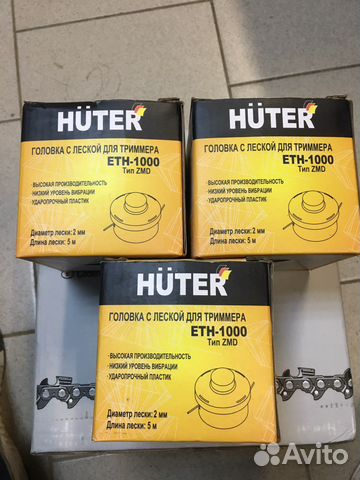 HÜTER
ГОЛОВКА С ЛЕСКОЙ ДЛЯ ТРИММЕРА
ETH-1000
Тип ZMD
· ВЫСОКАЯ ПРОИЗВОДИТЕЛЬНОСТЬ
· НИЗКИЙ УРОВЕНЬ ВИБРАЦИИ
· УДАРОПРОЧНЫЙ ПЛАСТИК
Диаметр лески: 2 мм
Длина лески: 5 м
HÜTER
ГОЛОВКА С ЛЕСКОЙ ДЛЯ ТРИММЕРА
ETH-1000
Тип ZMD
· ВЫСОКАЯ ПРОИЗВОДИТЕЛЬНОСТЬ
· НИЗКИЙ УРОВЕНЬ ВИБРАЦИИ
· УДАРОПРОЧНЫЙ ПЛАСТИК
Диаметр лески: 2 мм
Длина лески: 5 м
HÜTER
ГОЛОВКА С ЛЕСКОЙ ДЛЯ ТРИММЕРА
ETH-1000
Тип ZMD
· ВЫСОКАЯ ПРОИЗВОДИТЕЛЬНОСТЬ
· НИЗКИЙ УРОВЕНЬ ВИБРАЦИИ
· УДАРОПРОЧНЫЙ ПЛАСТИК
Диаметр лески: 2 мм
Длина лески: 5 м
Avito